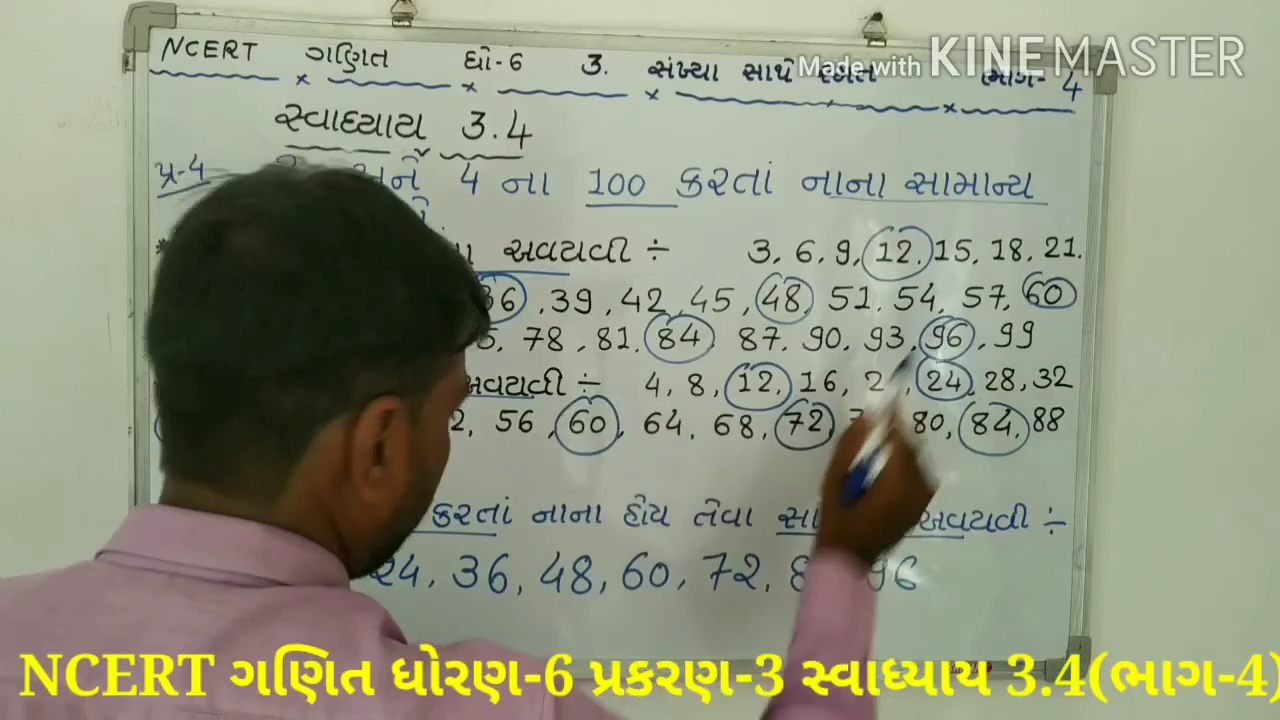 NCERT ગણિત ધો-6 3. સંખ્યા સાથે રમત ભાગ-4
Made with KINEMASTER
સ્વાધ્યાય 3.4
પ્ર-4 અને 4 ના 100 કરતાં નાના સામાન્ય
અવયવી ÷ 3, 6, 9, 12, 15, 18, 21.
36, 39, 42, 45, 48, 51, 54, 57, 60
78, 81, 84 87, 90, 93, 96, 99
અવયવી ÷ 4, 8, 12, 16, 24, 28, 32
56, 60, 64, 68, 72, 80, 84, 88
કરતાં નાના હોય તેવા અવયવી ÷
24, 36, 48, 60, 72, 96
NCERT ગણિત ધોરણ-6 પ્રકરણ-3 સ્વાધ્યાય 3.4(ભાગ-4)